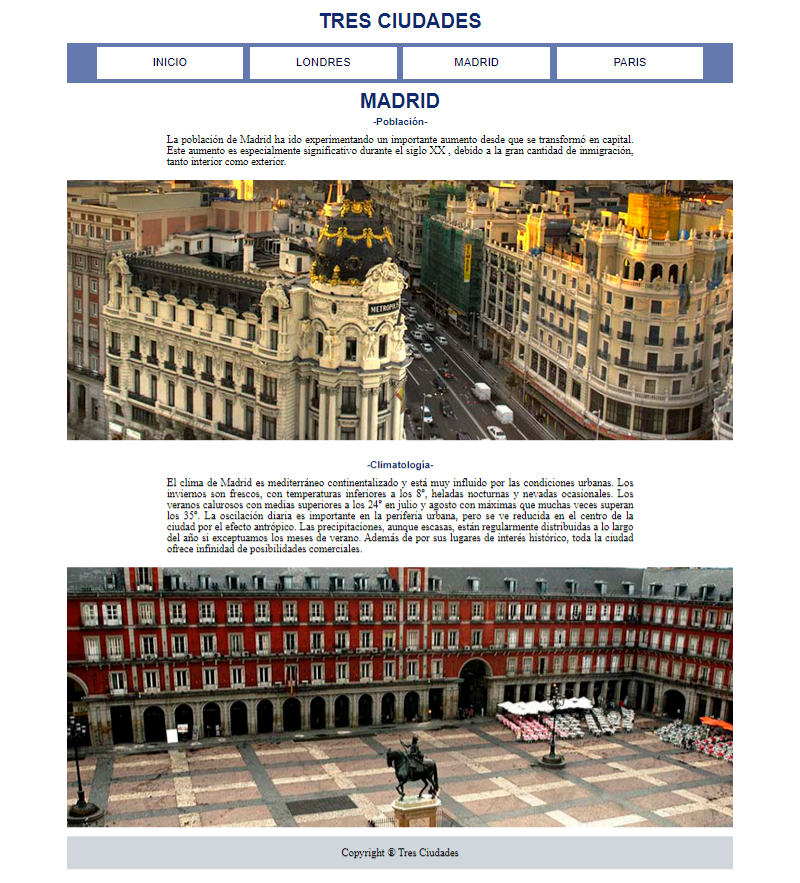 TRES CIUDADES
INICIO
LONDRES
MADRID
PARIS
MADRID
-Población-
La población de Madrid ha ido experimentando un importante aumento desde que se transformó en capital.
Este aumento es especialmente significativo durante el siglo XX , debido a la gran cantidad de inmigración,
tanto interior como exterior.
METROPOLIS
-Climatología-
El clima de Madrid es mediterráneo continentalizado y está muy influido por las condiciones urbanas. Los
inviernos son frescos, con temperaturas inferiores a los 8°, heladas nocturnas y nevadas ocasionales. Los
veranos calurosos con medias superiores a los 24° en julio y agosto con máximas que muchas veces superan
los 35°. La oscilación diaria es importante en la periferia urbana, pero se ve reducida en el centro de la
ciudad por el efecto antrópico. Las precipitaciones, aunque escasas, están regularmente distribuidas a lo largo
del año si exceptuamos los meses de verano. Además de por sus lugares de interés histórico, toda la ciudad
ofrece infinidad de posibilidades comerciales.
Copyright ® Tres Ciudades